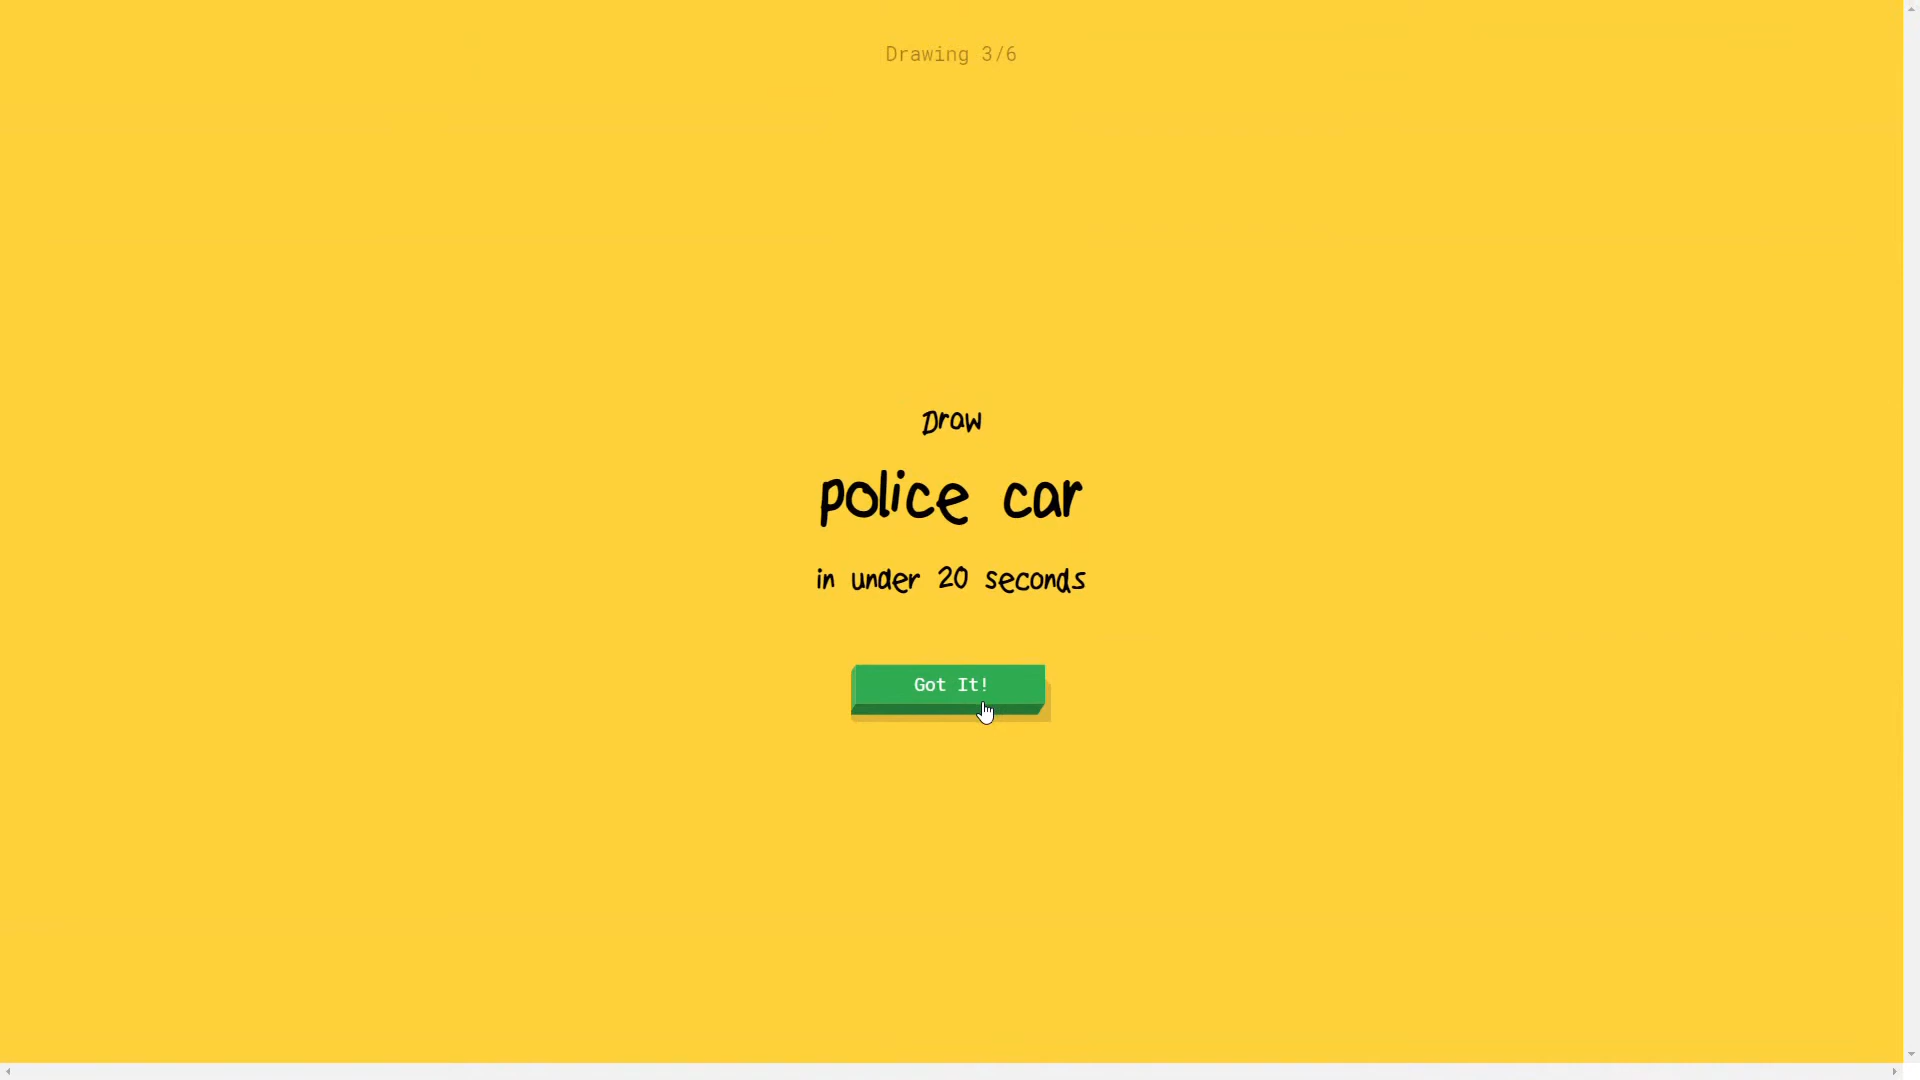 Drawing 3/6
Draw
police car
in under 20 seconds
Got It!